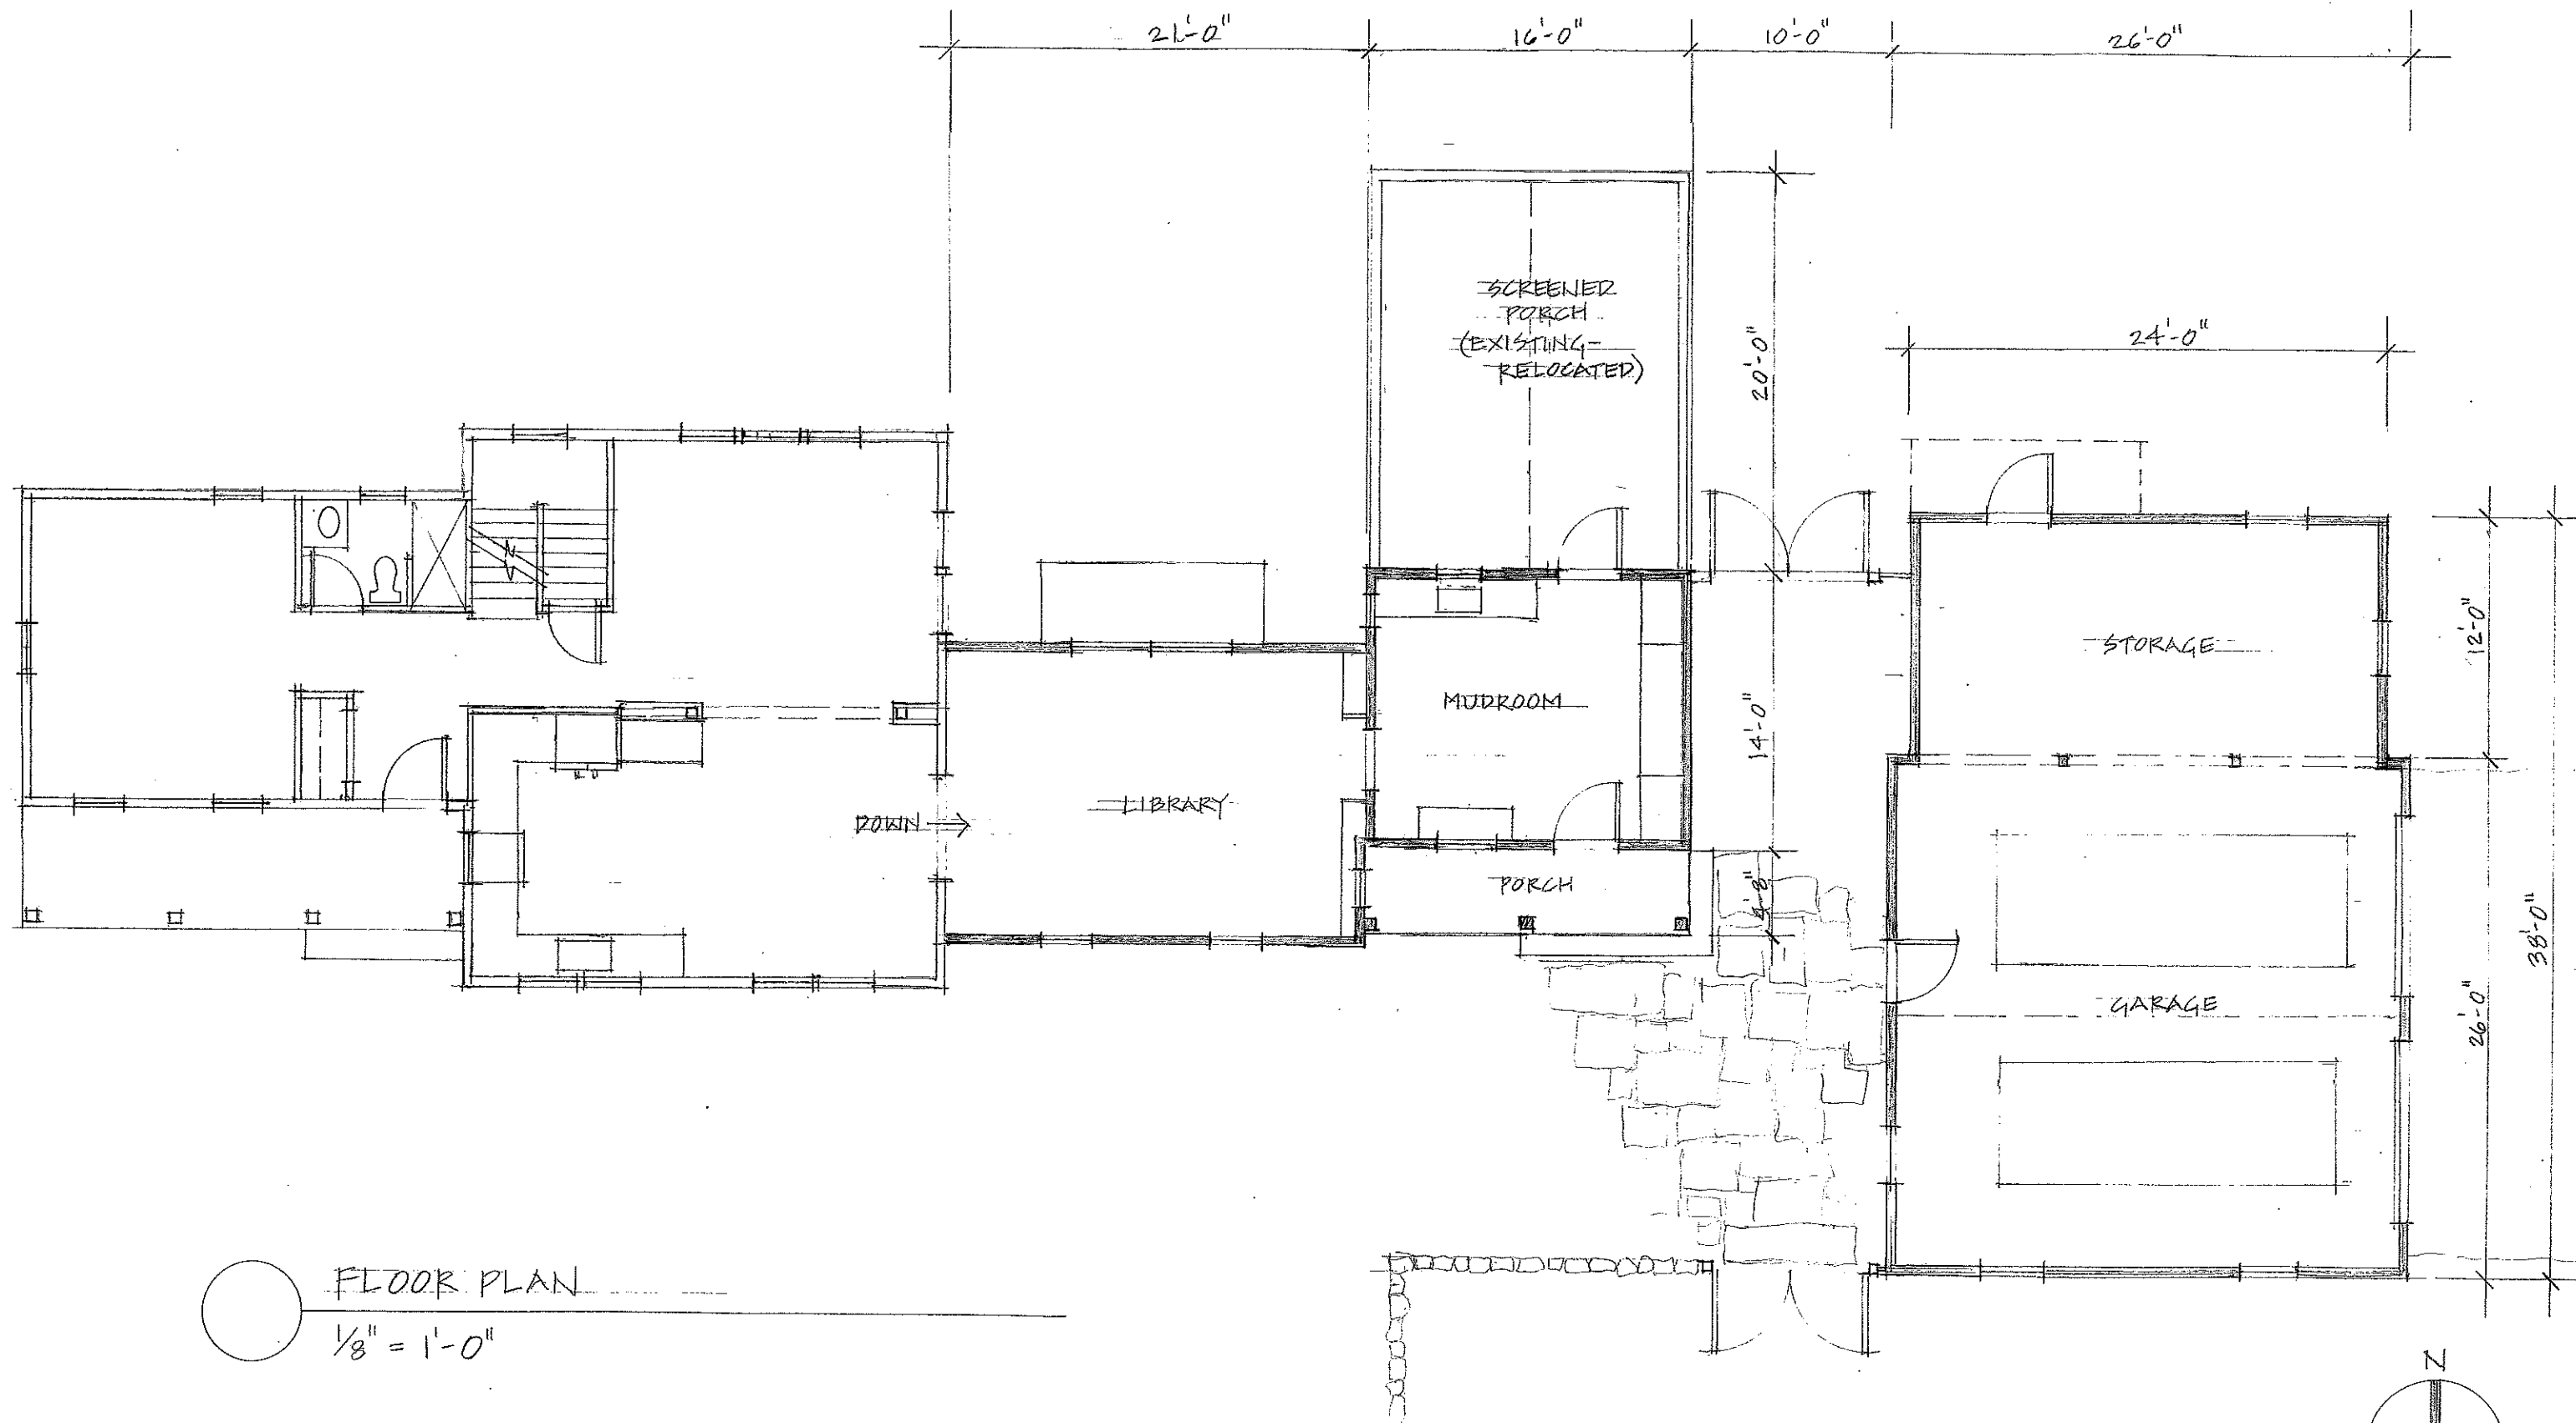 21'-0"
16'-0"
10'-0"
26'-0"
SCREENED
PORCH
(EXISTING-
RELOCATED)
20'-0"
24'-0"
STORAGE
12'-0"
MUDROOM
14'-0"
LIBRARY
DOWN
PORCH
4'-8"
38'-0"
GARAGE
26'-0"
FLOOR PLAN
1/8" = 1'-0"
N